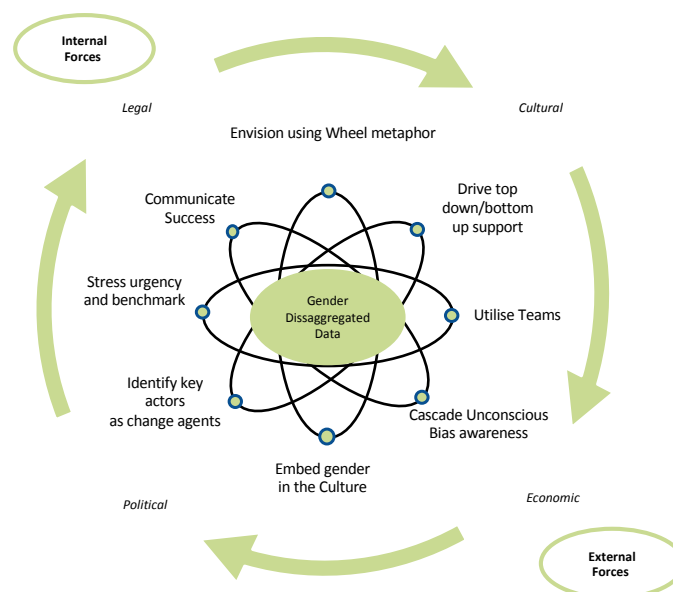 Internal
Forces
Legal
Cultural
Envision using Wheel metaphor
Communicate
Success
Drive top
down/bottom
up support
Stress urgency
and benchmark
Gender
Dissaggregated
Data
Utilise Teams
Identify key
actors
as change agents
Cascade Unconscious
Bias awareness
Embed gender
in the Culture
Political
Economic
External
Forces